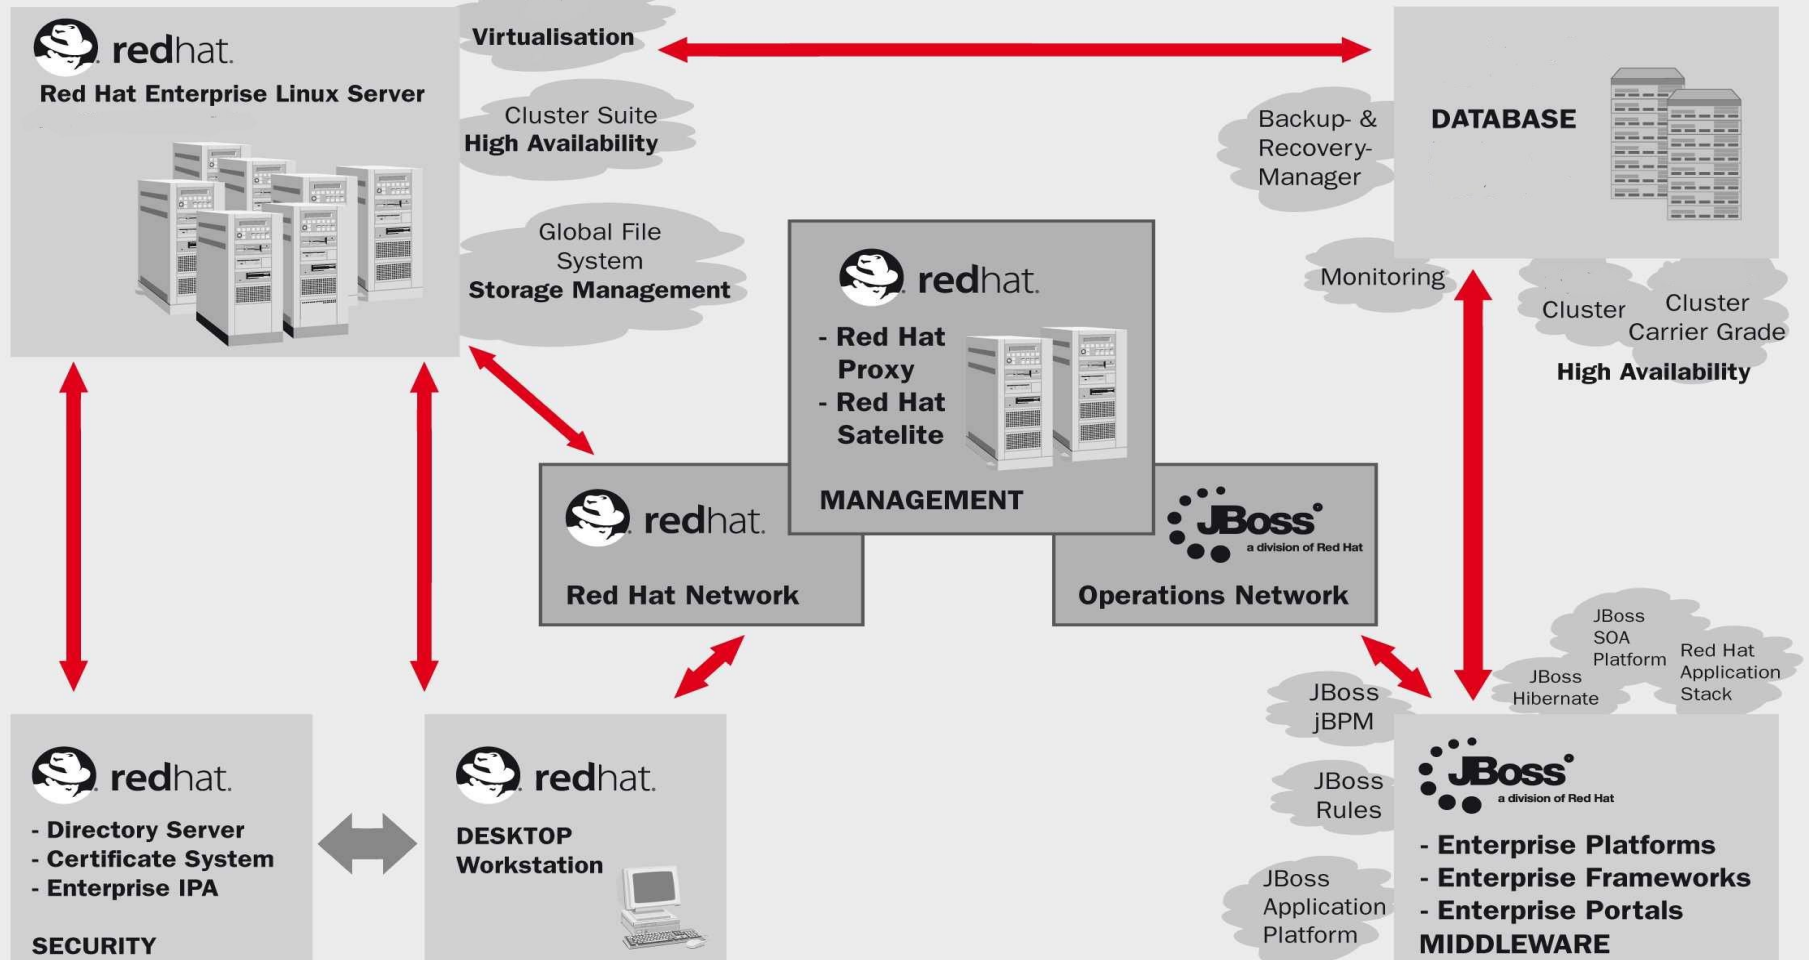 redhat.
Red Hat Enterprise Linux Server
Virtualisation
Cluster Suite
High Availability
Global File
System
Storage Management
Backup- &
Recovery-
Manager
DATABASE
Monitoring
Cluster
Cluster
Carrier Grade
High Availability
redhat.
- Red Hat
Proxy
- Red Hat
Satelite
MANAGEMENT
redhat.
Red Hat Network
JBoss
a division of Red Hat
Operations Network
JBoss
SOA
Platform
Red Hat
Application
Stack
JBoss
Hibernate
JBoss
jBPM
JBoss
Rules
JBoss
Application
Platform
redhat.
- Directory Server
- Certificate System
- Enterprise IPA
SECURITY
redhat.
DESKTOP
Workstation
JBoss
a division of Red Hat
- Enterprise Platforms
- Enterprise Frameworks
- Enterprise Portals
MIDDLEWARE